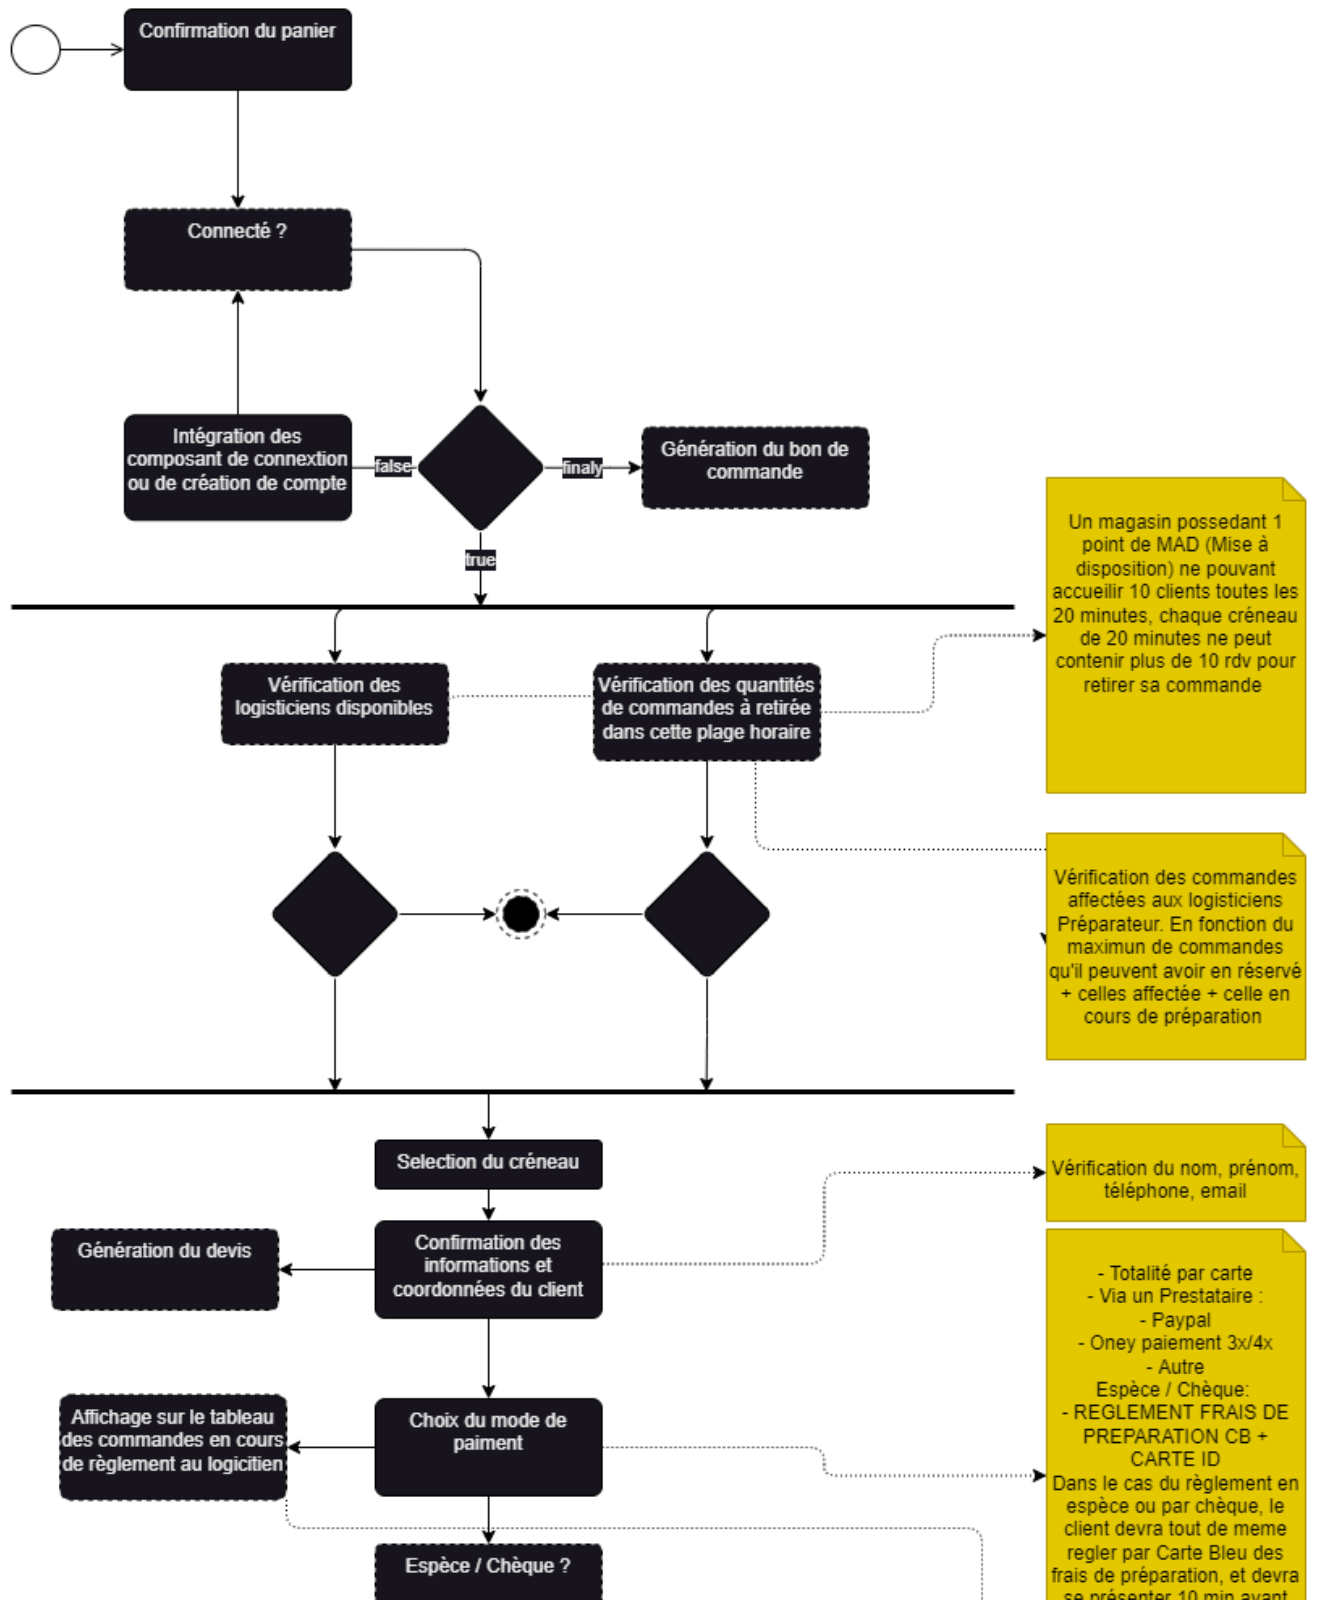 Confirmation du panier
Connecté ?
Intégration des
composant de connextion
ou de création de compte
false
finaly
Génération du bon de
commande
true
Un magasin possedant 1
point de MAD (Mise à
disposition) ne pouvant
accueilir 10 clients toutes les
20 minutes, chaque créneau
de 20 minutes ne peut
contenir plus de 10 rdv pour
retirer sa commande
Vérification des
logisticiens disponibles
Vérification des quantités
de commandes à retirée
dans cette plage horaire
Vérification des commandes
affectées aux logisticiens
Préparateur. En fonction du
maximun de commandes
qu'il peuvent avoir en réservé
+ celles affectée + celle en
cours de préparation
Selection du créneau
Vérification du nom, prénom,
téléphone, email
Génération du devis
Confirmation des
informations et
coordonnées du client
- Totalité par carte
- Via un Prestataire :
- Paypal
- Oney paiement 3x/4x
- Autre
Espèce / Chèque:
- REGLEMENT FRAIS DE
PREPARATION CB +
CARTE ID
Dans le cas du règlement en
espèce ou par chèque, le
client devra tout de meme
regler par Carte Bleu des
frais de préparation, et devra
se présenter 10 min avant
Affichage sur le tableau
des commandes en cours
de règlement au logicitien
Choix du mode de
paiment
Espèce / Chèque ?